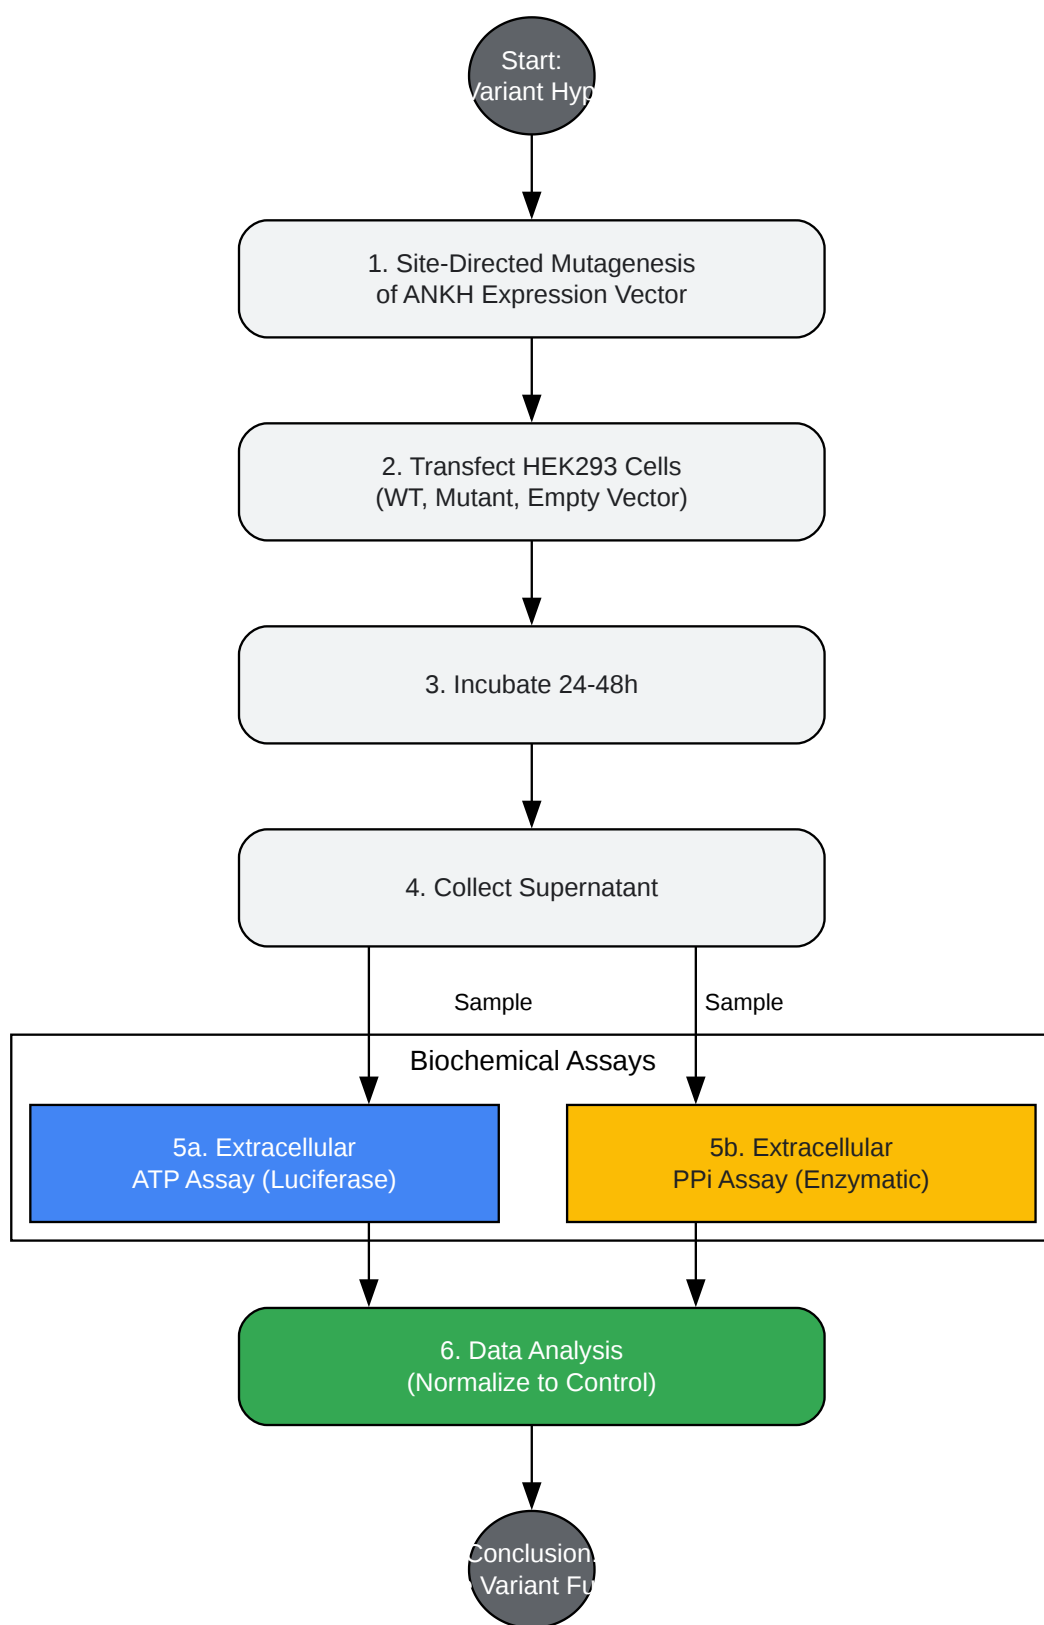 Start:
Variant Hyp
1. Site-Directed Mutagenesis
of ANKH Expression Vector
2. Transfect HEK293 Cells
(WT, Mutant, Empty Vector)
3. Incubate 24-48h
4. Collect Supernatant
Sample
Sample
Biochemical Assays
5a. Extracellular
ATP Assay (Luciferase)
5b. Extracellular
PPi Assay (Enzymatic)
6. Data Analysis
(Normalize to Control)
Conclusion:
Variant Fu